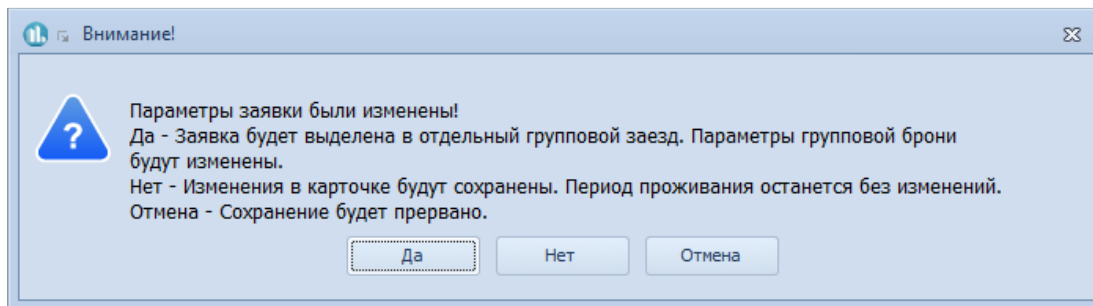 Внимание!
Параметры заявки были изменены!
Да - Заявка будет выделена в отдельный групповой заезд. Параметры групповой брони
будут изменены.
Нет - Изменения в карточке будут сохранены. Период проживания останется без изменений.
Отмена - Сохранение будет прервано.
Да
Нет
Отмена